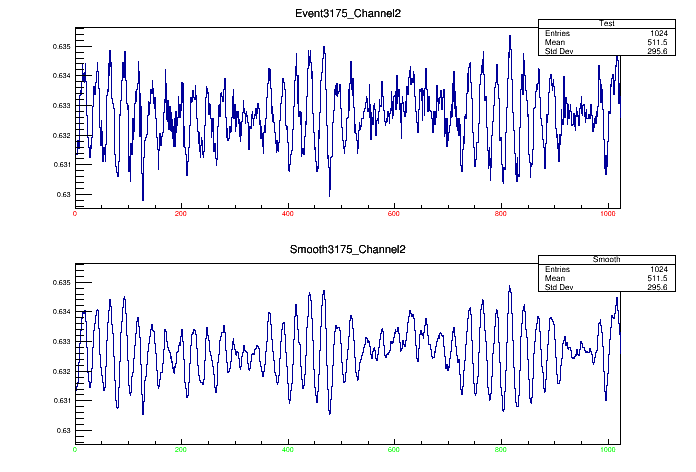 Event3175_Channel2
Test
Entries 1024
Mean 511.5
Std Dev 295.6
0.635
0.634
0.633
0.632
0.631
0.63
0 200 400 600 800 1000
Smooth3175_Channel2
Smooth
Entries 1024
Mean 511.5
Std Dev 295.6
0.635
0.634
0.633
0.632
0.631
0.63
0 200 400 600 800 1000